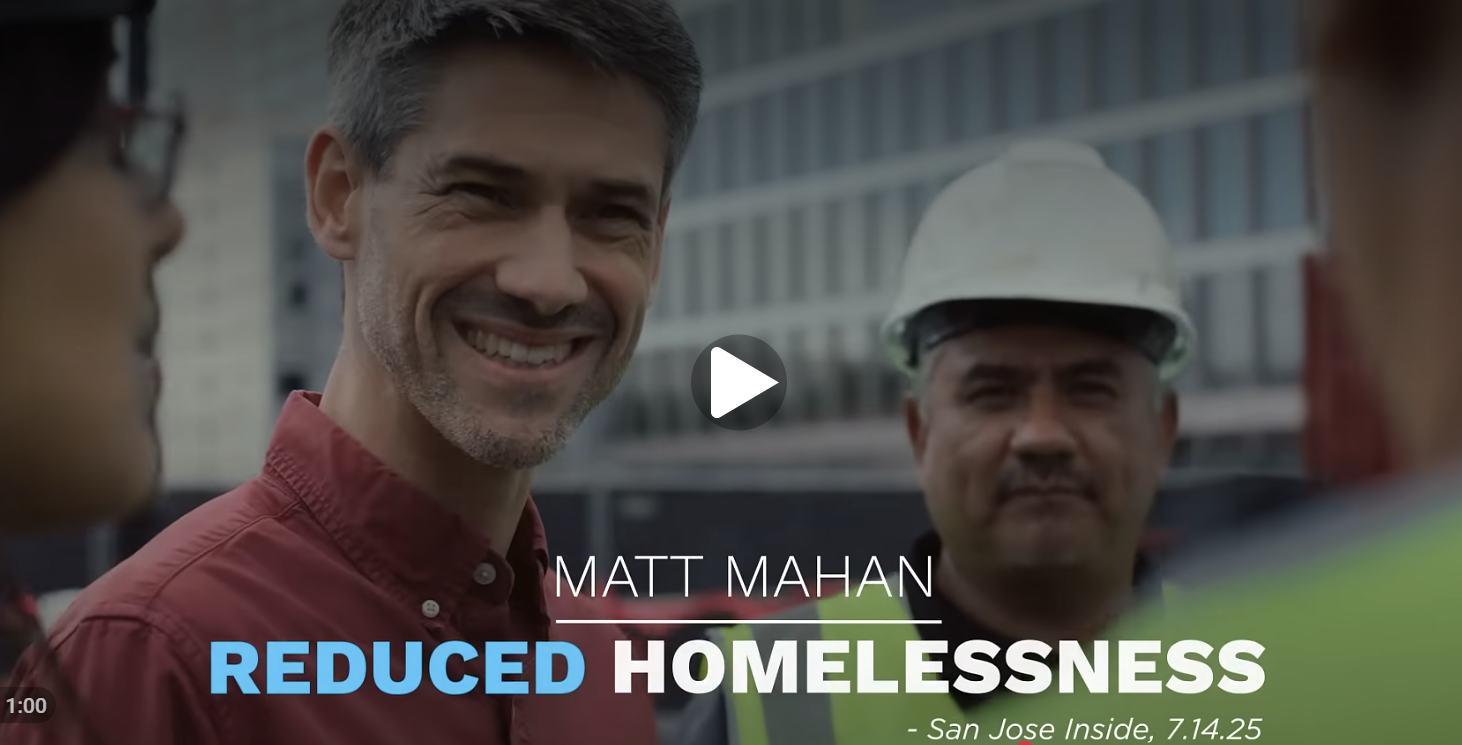 MATT MAHAN
REDUCED HOMELESSNESS
- San Jose Inside, 7.14.25
1:00